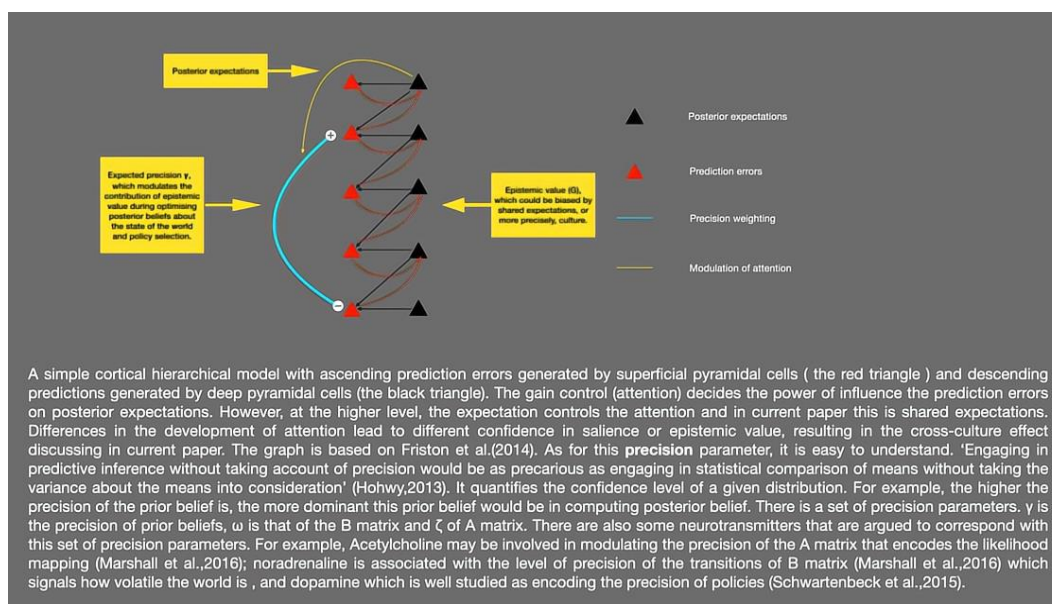 Posterior expectations
Posterior expectations
Expected precision γ,
which modulates the
contribution of epistemic
value during optimising
posterior beliefs about
the state of the world
and policy selection.
Epistemic value (G),
which could be biased by
shared expectations, or
more precisely, culture.
Prediction errors
Precision weighting
Modulation of attention
+
−
A simple cortical hierarchical model with ascending prediction errors generated by superficial pyramidal cells ( the red triangle ) and descending
predictions generated by deep pyramidal cells (the black triangle). The gain control (attention) decides the power of influence the prediction errors
on posterior expectations. However, at the higher level, the expectation controls the attention and in current paper this is shared expectations.
Differences in the development of attention lead to different confidence in salience or epistemic value, resulting in the cross-culture effect
discussing in current paper. The graph is based on Friston et al.(2014). As for this precision parameter, it is easy to understand. ‘Engaging in
predictive inference without taking account of precision would be as precarious as engaging in statistical comparison of means without taking the
variance about the means into consideration’ (Hohwy,2013). It quantifies the confidence level of a given distribution. For example, the higher the
precision of the prior belief is, the more dominant this prior belief would be in computing posterior belief. There is a set of precision parameters. γ is
the precision of prior beliefs, ω is that of the B matrix and ζ of A matrix. There are also some neurotransmitters that are argued to correspond with
this set of precision parameters. For example, Acetylcholine may be involved in modulating the precision of the A matrix that encodes the likelihood
mapping (Marshall et al.,2016); noradrenaline is associated with the level of precision of the transitions of B matrix (Marshall et al.,2016) which
signals how volatile the world is , and dopamine which is well studied as encoding the precision of policies (Schwartenbeck et al.,2015).